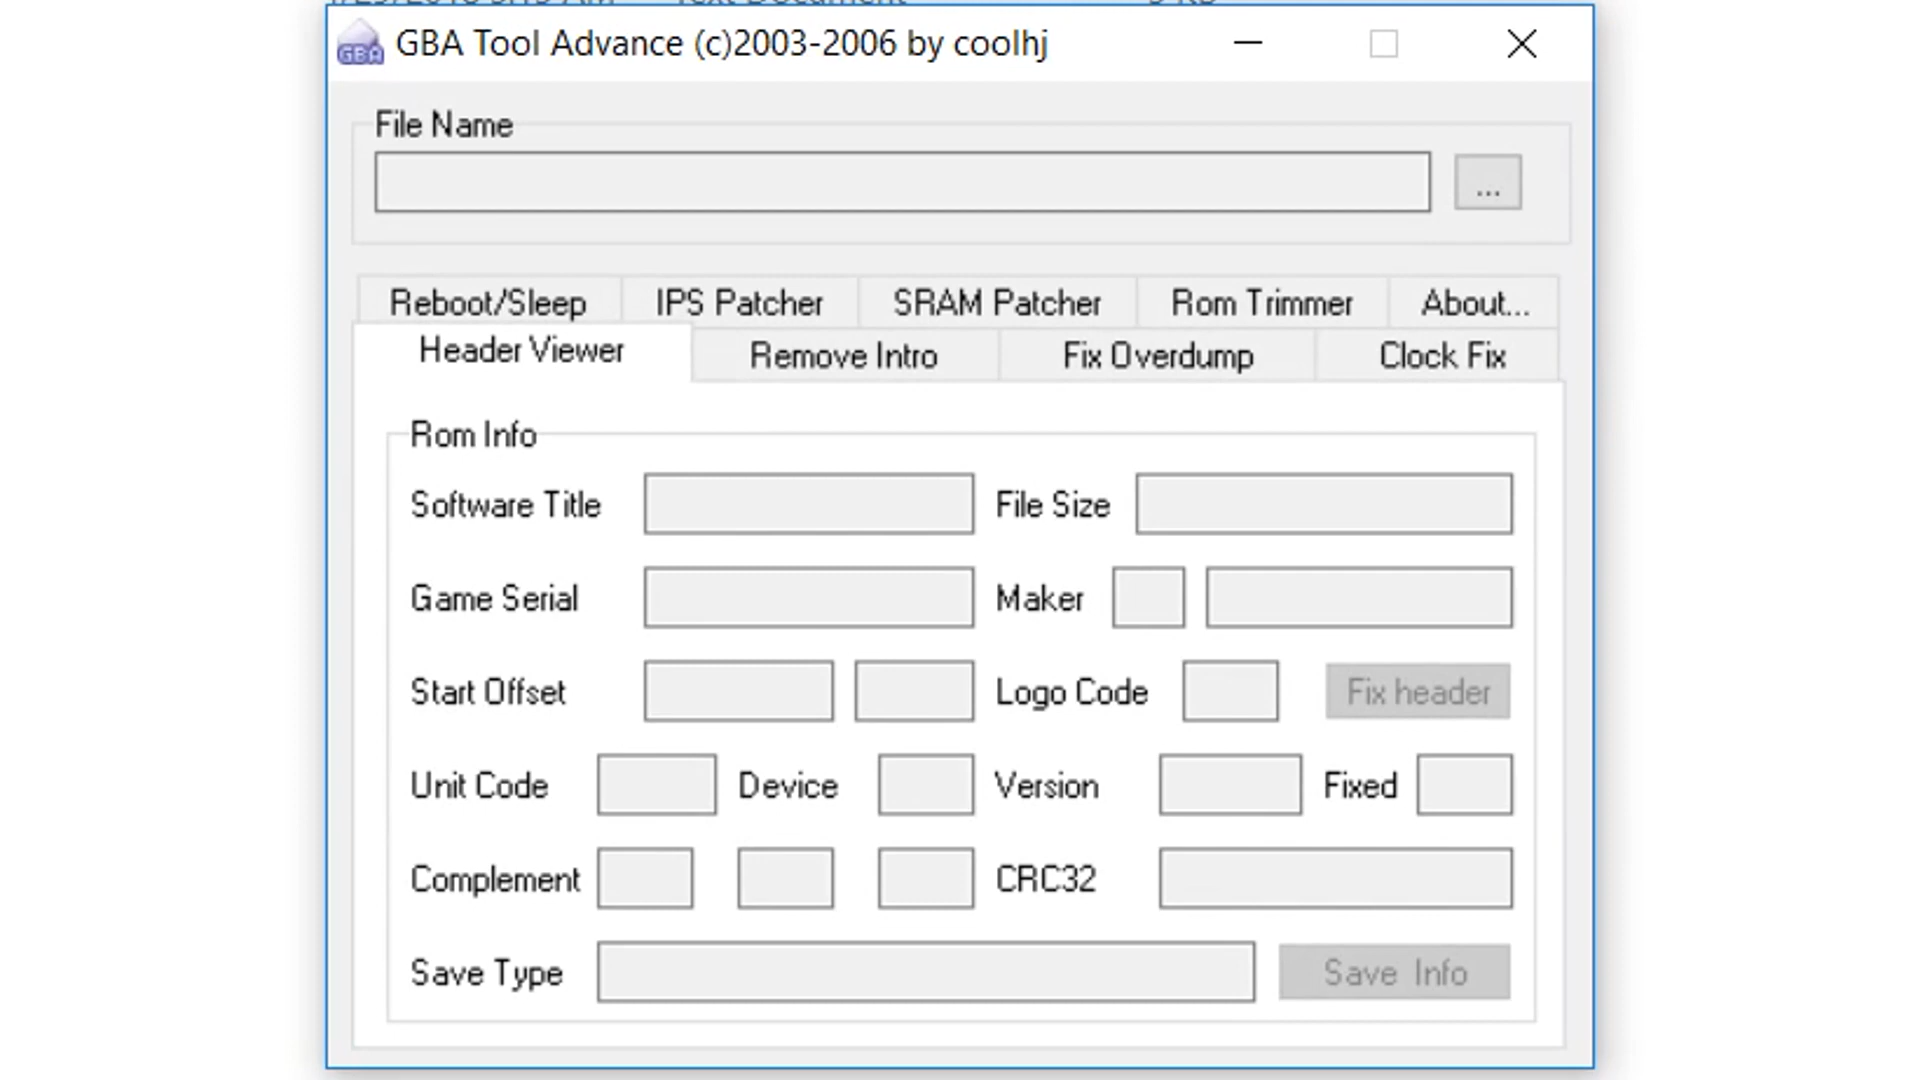 GBA Tool Advance (c)2003-2006 by coolhj
GBA
File Name
...
Reboot/Sleep IPS Patcher SRAM Patcher Rom Trimmer About...
Header Viewer Remove Intro Fix Overdump Clock Fix
Rom Info
Software Title File Size
Game Serial Maker
Start Offset Logo Code Fix header
Unit Code Device Version Fixed
Complement CRC32
Save Type Save Info